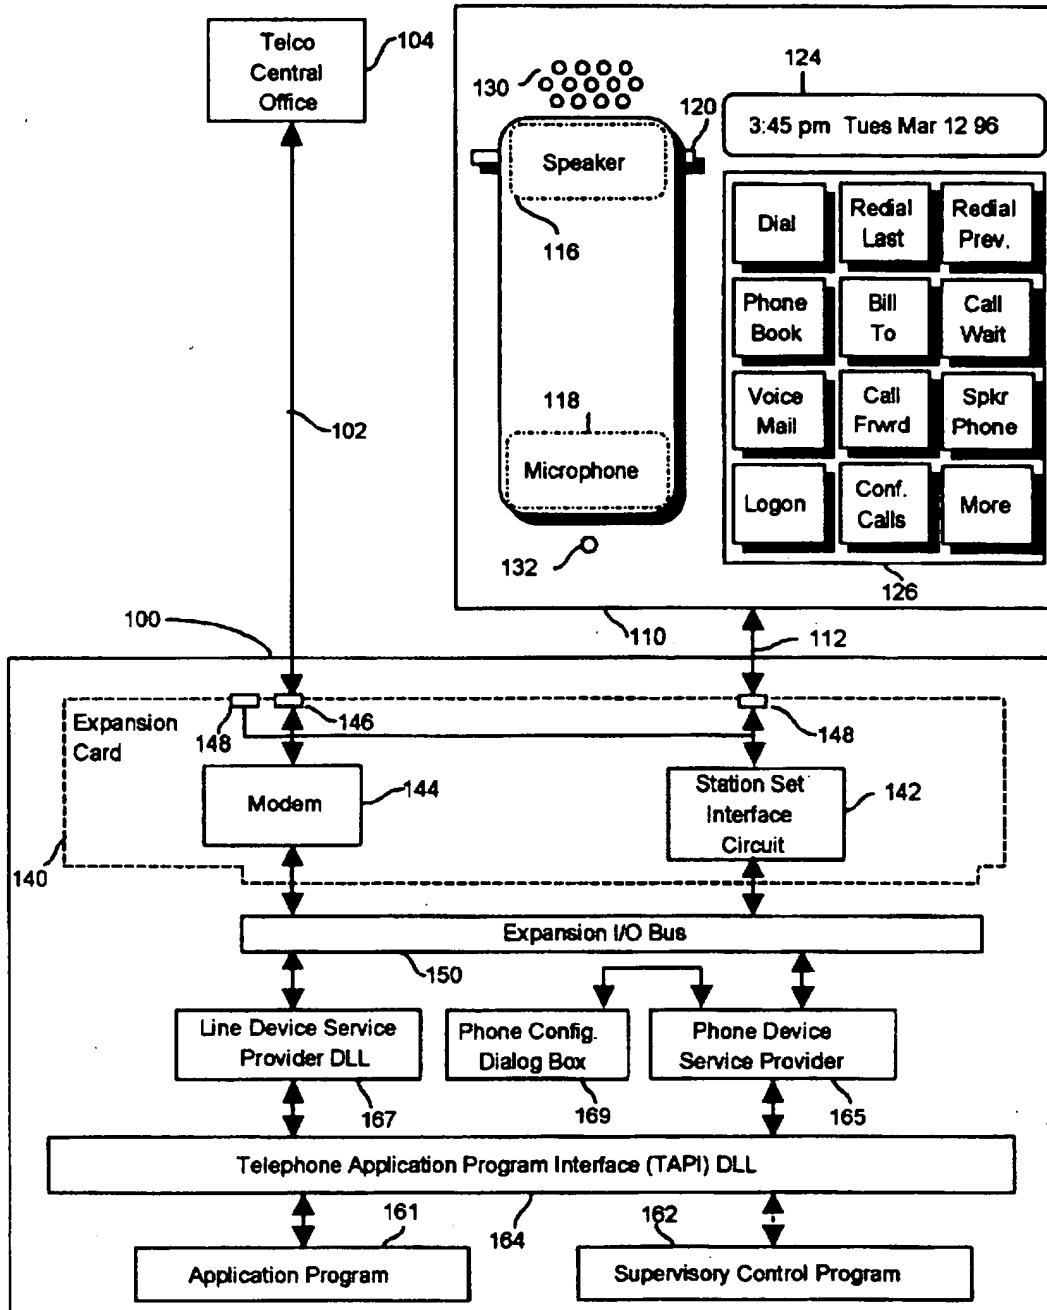 Telco
Central
Office
104
102
130
Speaker
116
120
124
3:45 pm Tues Mar 12 96
Dial
Redial
Last
Redial
Prev.
Phone
Book
Bill
To
Call
Wait
Voice
Mail
Call
Frwrd
Spkr
Phone
Logon
Conf.
Calls
More
126
118
Microphone
132
110
112
100
Expansion
Card
148
146
148
Modem
144
Station Set
Interface
Circuit
142
140
Expansion I/O Bus
150
Line Device Service
Provider DLL
167
Phone Config.
Dialog Box
169
Phone Device
Service Provider
165
Telephone Application Program Interface (TAPI) DLL
164
161
Application Program
162
Supervisory Control Program